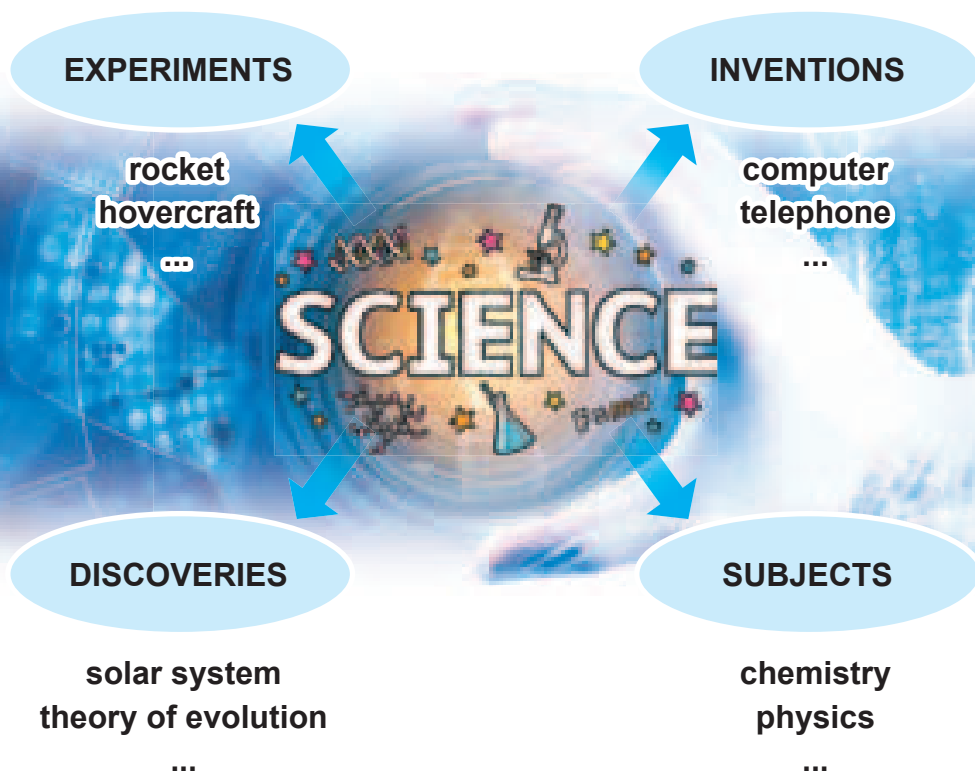 EXPERIMENTS
rocket
hovercraft
...
INVENTIONS
computer
telephone
...
SCIENCE
DISCOVERIES
solar system
theory of evolution
...
SUBJECTS
chemistry
physics
...